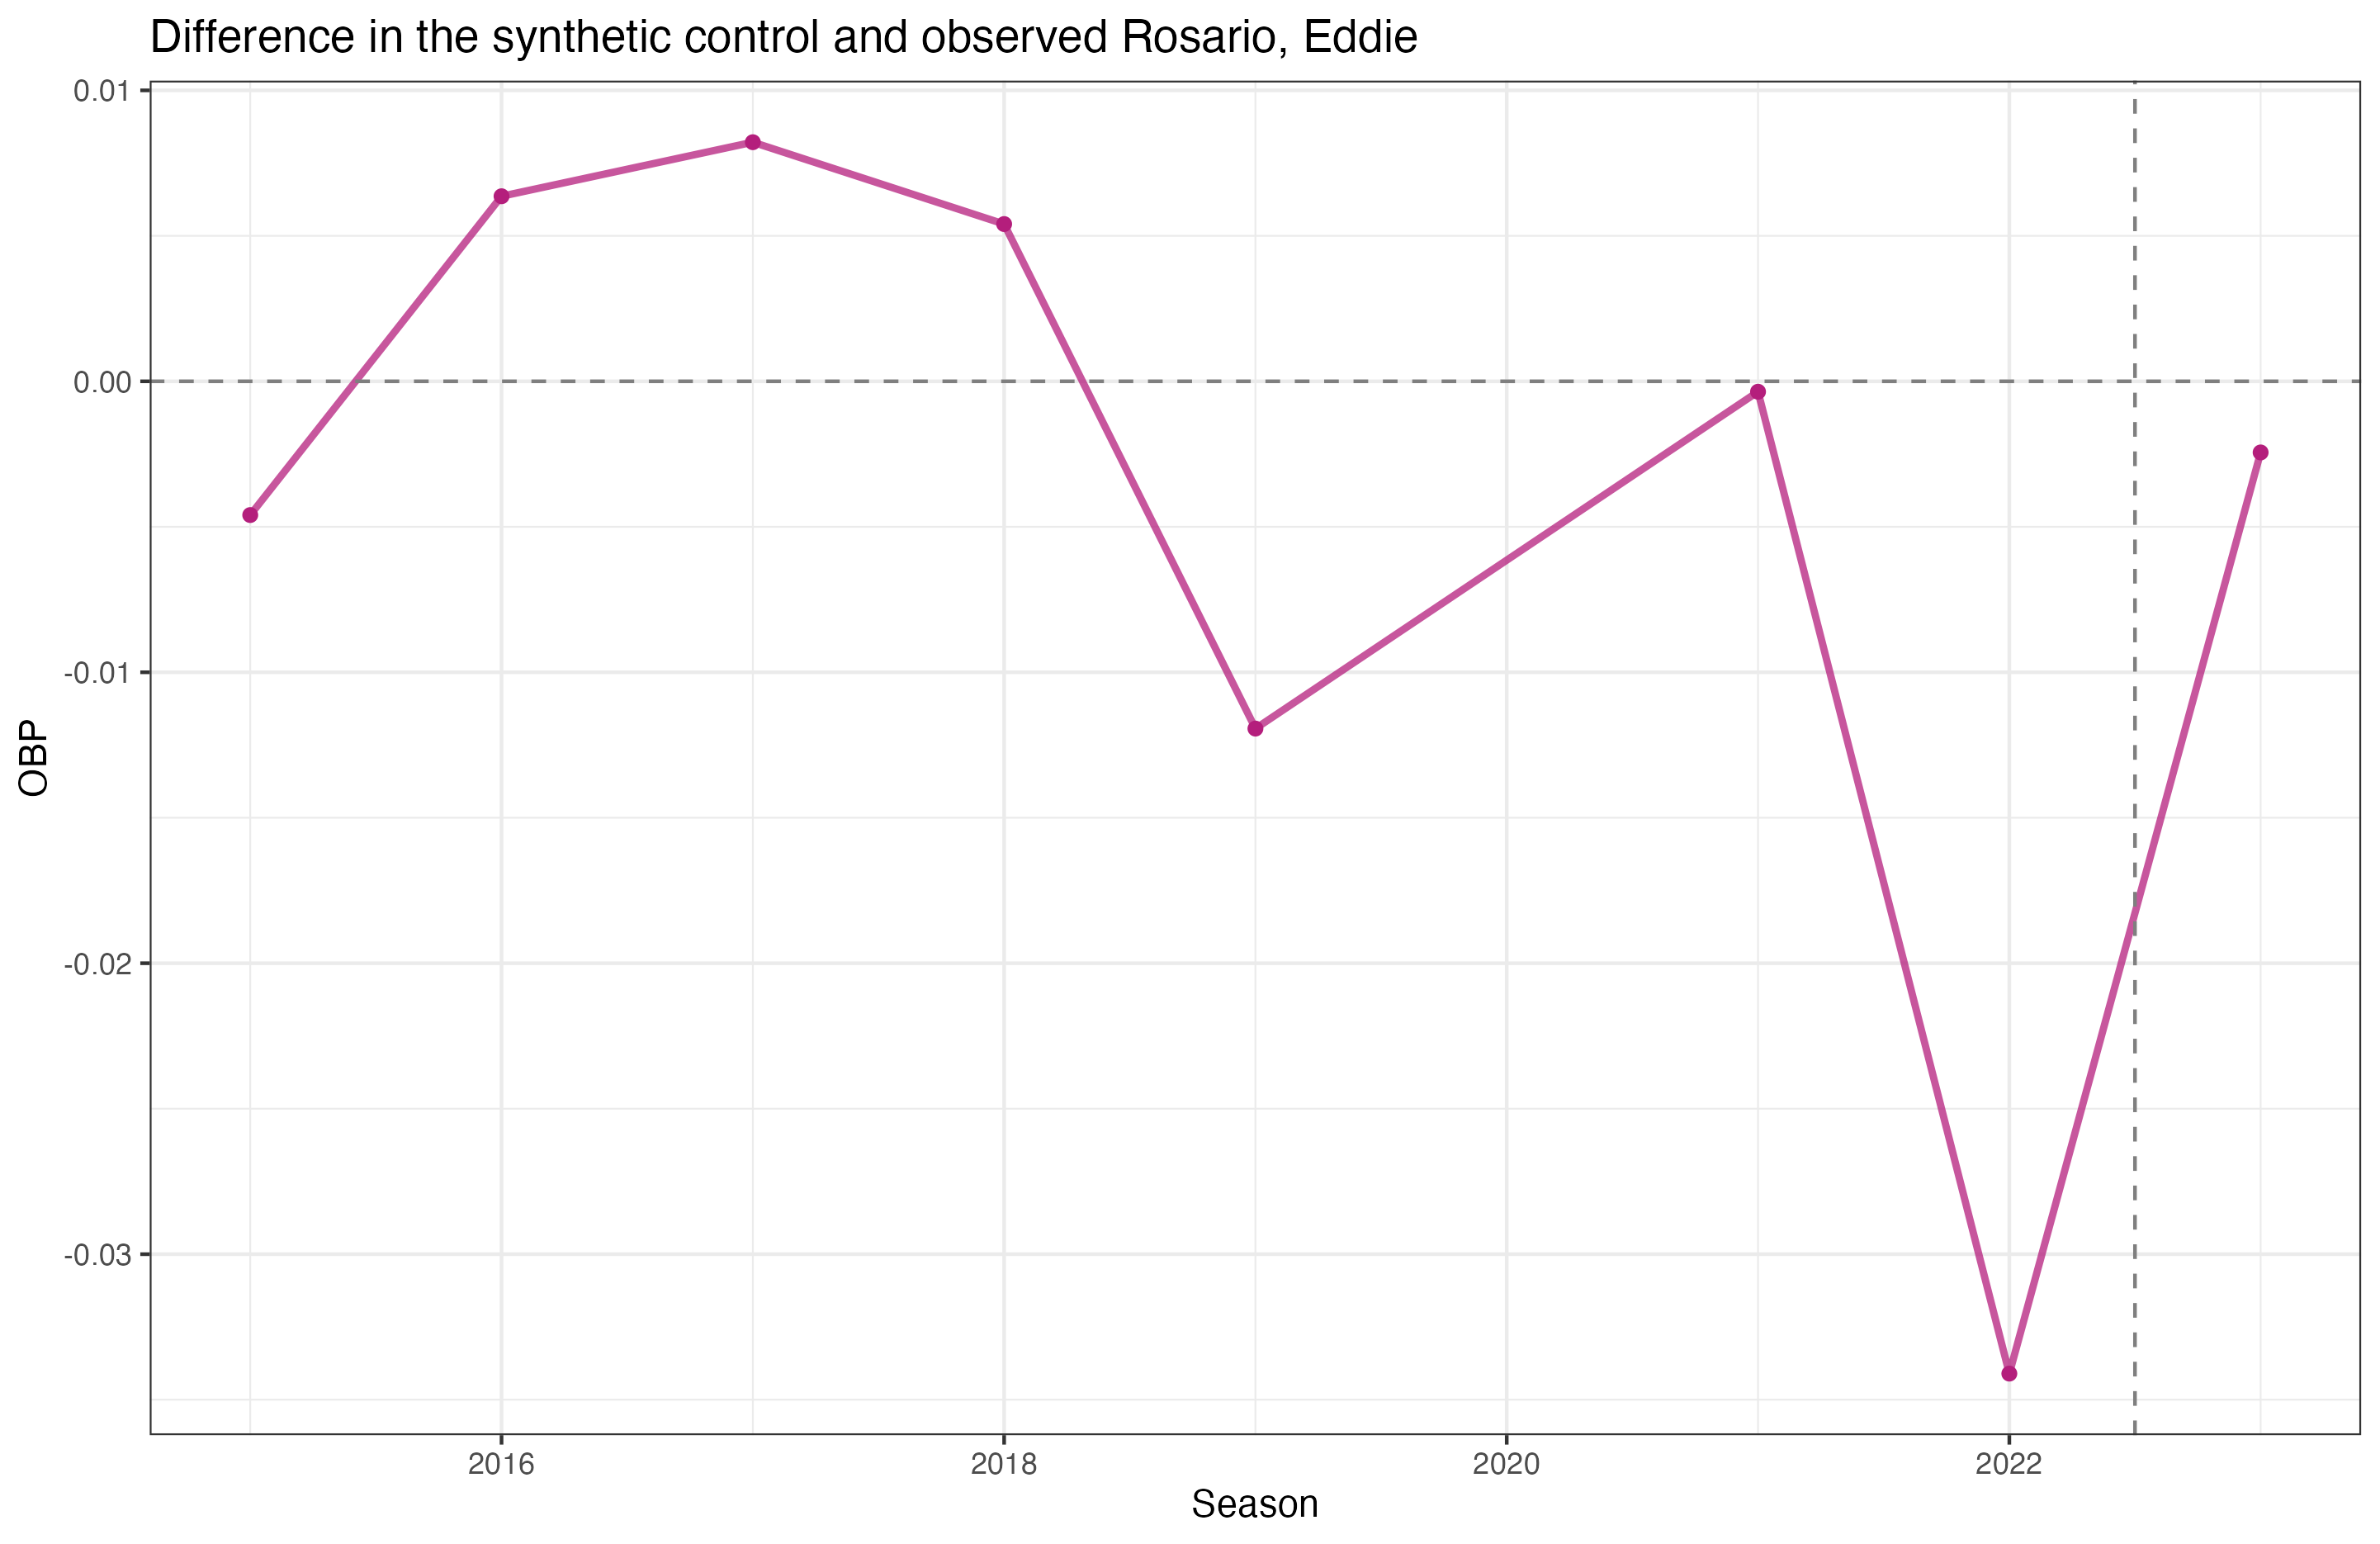 Difference in the synthetic control and observed Rosario, Eddie
0.01
0.00
-0.01
-0.02
-0.03
OBP
2016 2018 2020 2022
Season